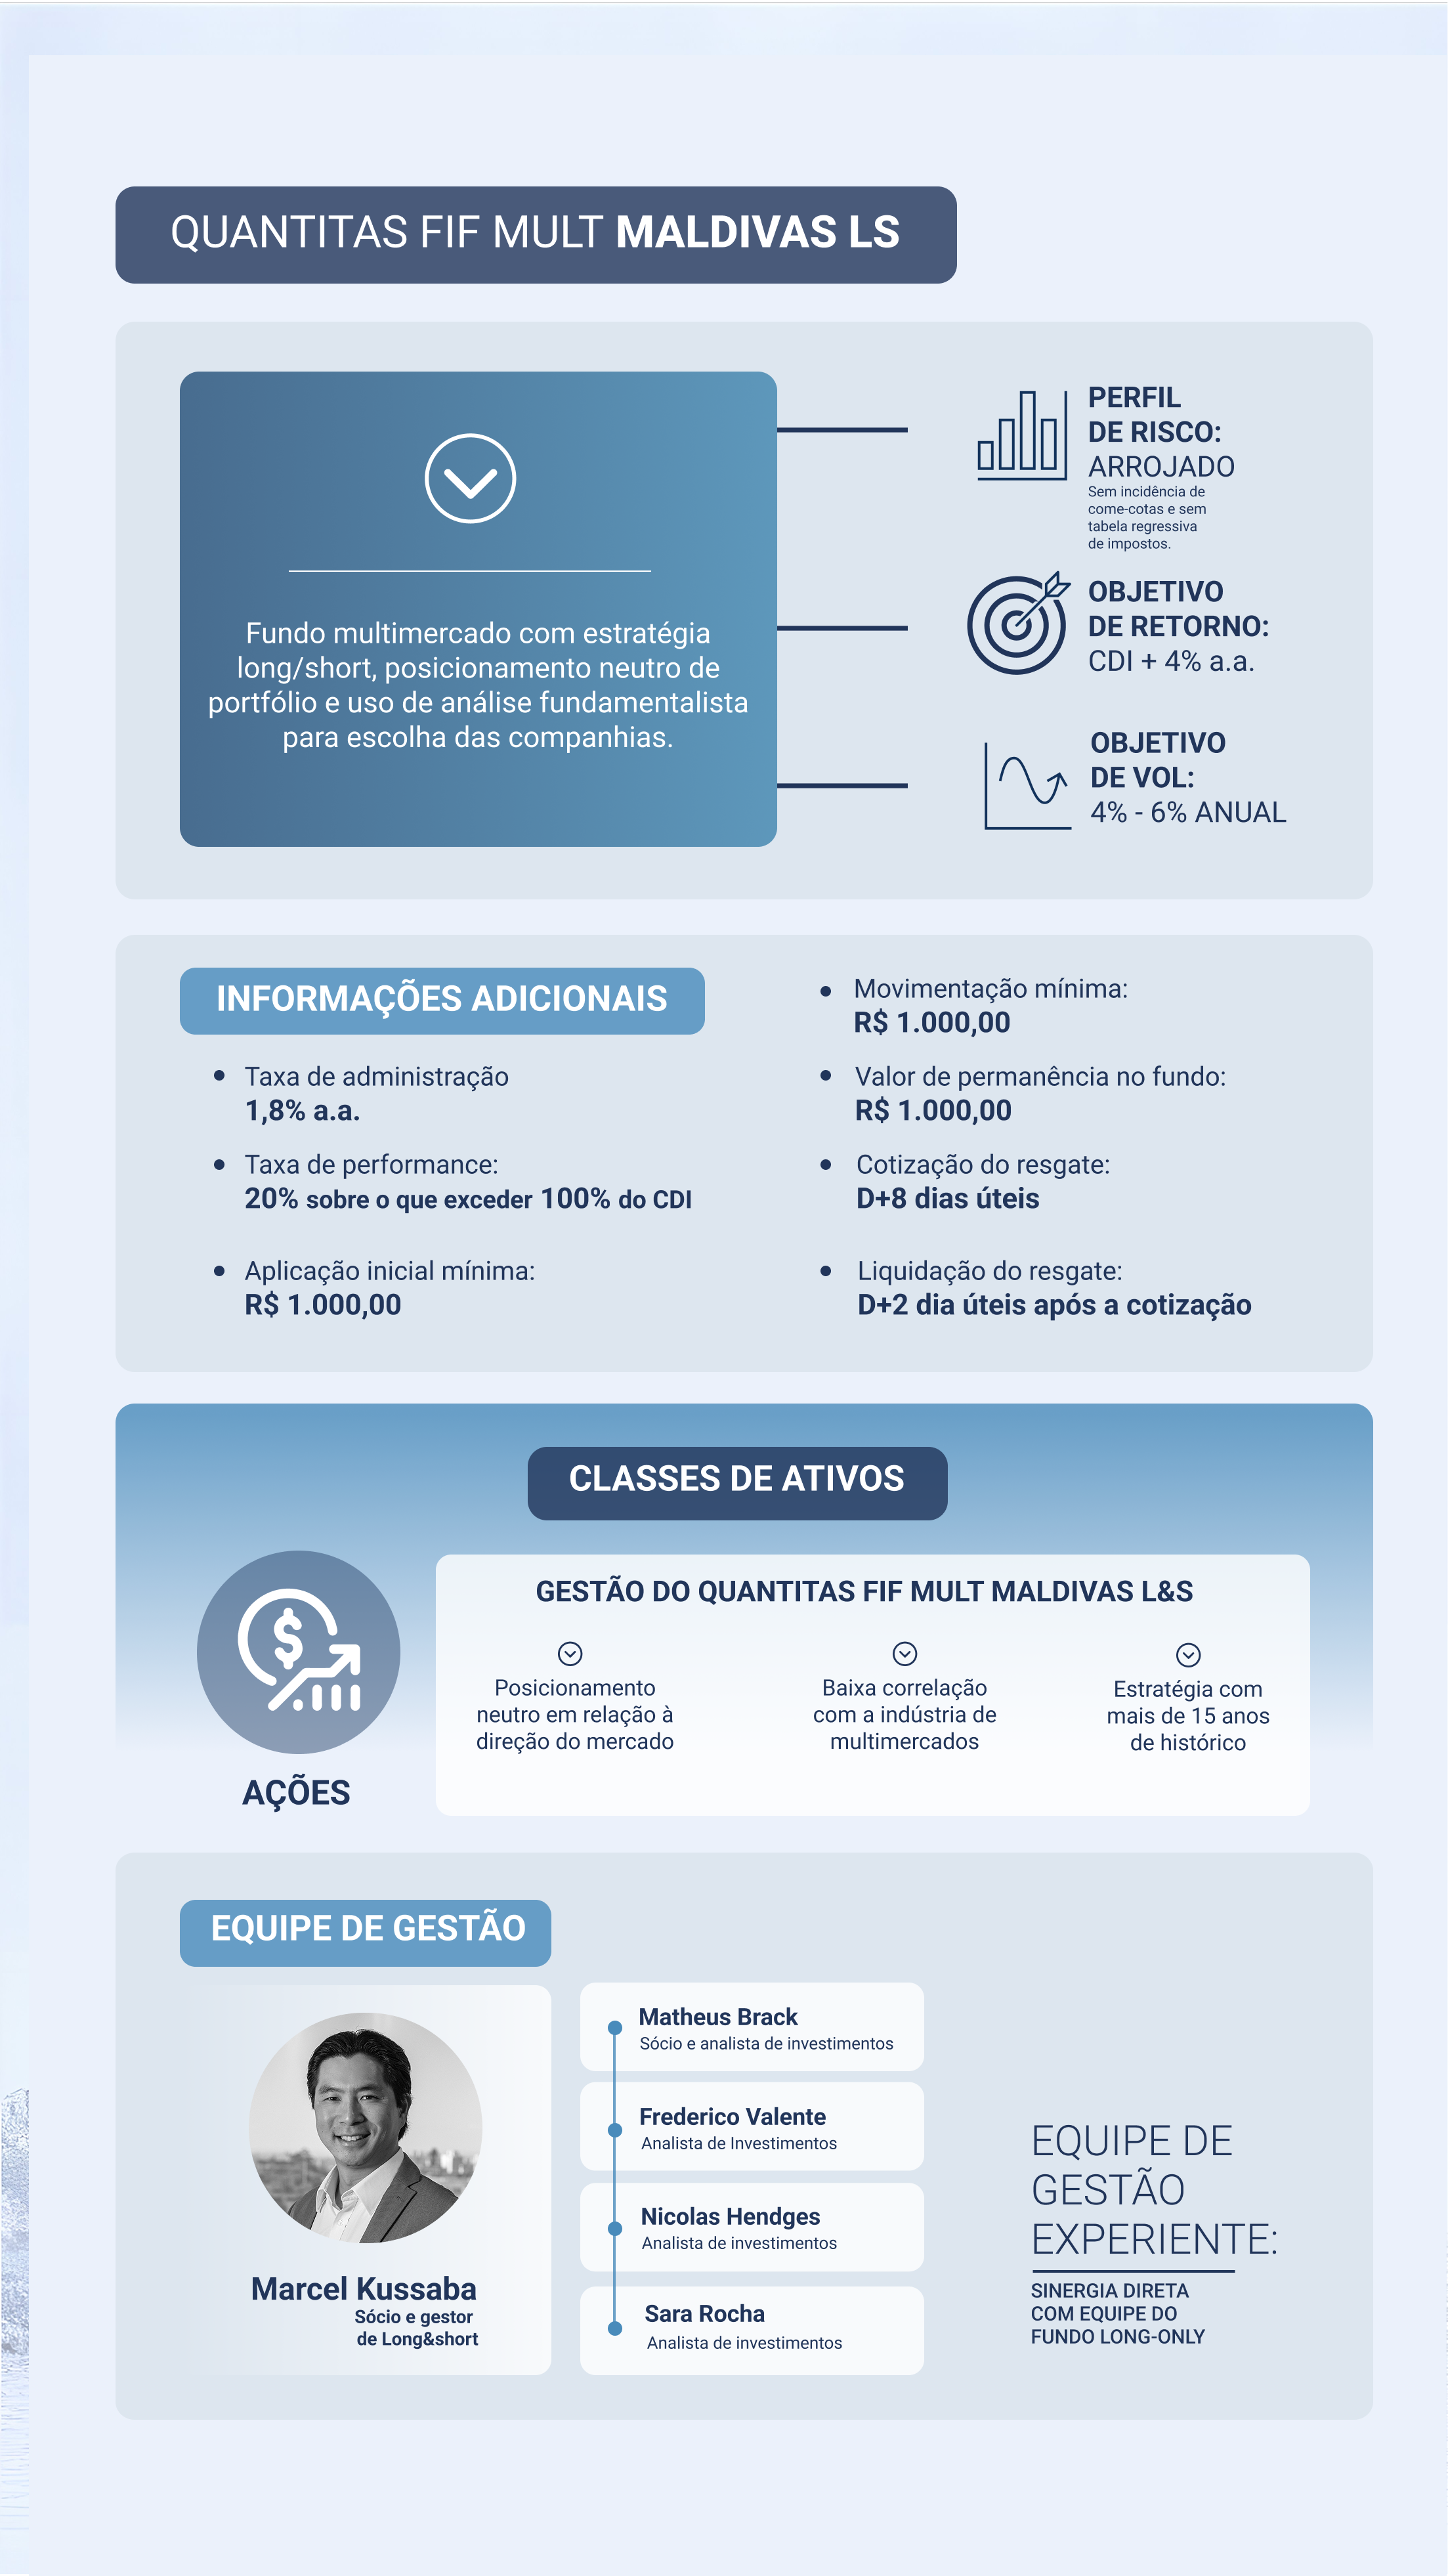 QUANTITAS FIF MULT MALDIVAS LS
Fundo multimercado com estratégia
long/short, posicionamento neutro de
portfólio e uso de análise fundamentalista
para escolha das companhias.
PERFIL
DE RISCO:
ARROJADO
Sem incidência de
come-cotas e sem
tabela regressiva
de impostos.
OBJETIVO
DE RETORNO:
CDI + 4% a.a.
OBJETIVO
DE VOL:
4% - 6% ANUAL
INFORMAÇÕES ADICIONAIS
Taxa de administração
1,8% a.a.
Taxa de performance:
20% sobre o que exceder 100% do CDI
Aplicação inicial mínima:
R$ 1.000,00
Movimentação mínima:
R$ 1.000,00
Valor de permanência no fundo:
R$ 1.000,00
Cotização do resgate:
D+8 dias úteis
Liquidação do resgate:
D+2 dia úteis após a cotização
CLASSES DE ATIVOS
AÇÕES
GESTÃO DO QUANTITAS FIF MULT MALDIVAS L&S
Posicionamento
neutro em relação à
direção do mercado
Baixa correlação
com a indústria de
multimercados
Estratégia com
mais de 15 anos
de histórico
EQUIPE DE GESTÃO
Marcel Kussaba
Sócio e gestor
de Long&short
Matheus Brack
Sócio e analista de investimentos
Frederico Valente
Analista de Investimentos
Nicolas Hendges
Analista de investimentos
Sara Rocha
Analista de investimentos
EQUIPE DE
GESTÃO
EXPERIENTE:
SINERGIA DIRETA
COM EQUIPE DO
FUNDO LONG-ONLY